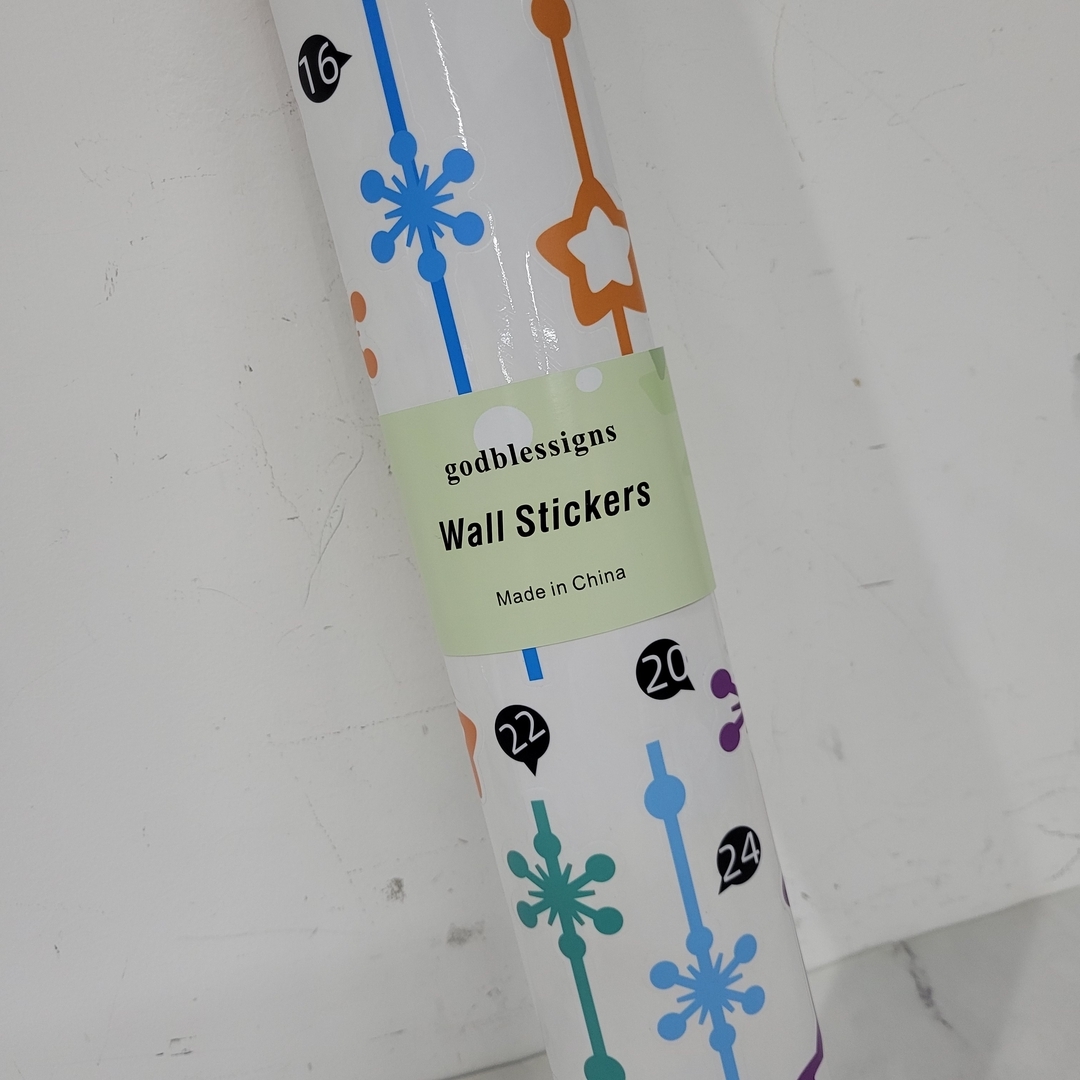 16
godblessigns
Wall Stickers
Made in China
20
22
24